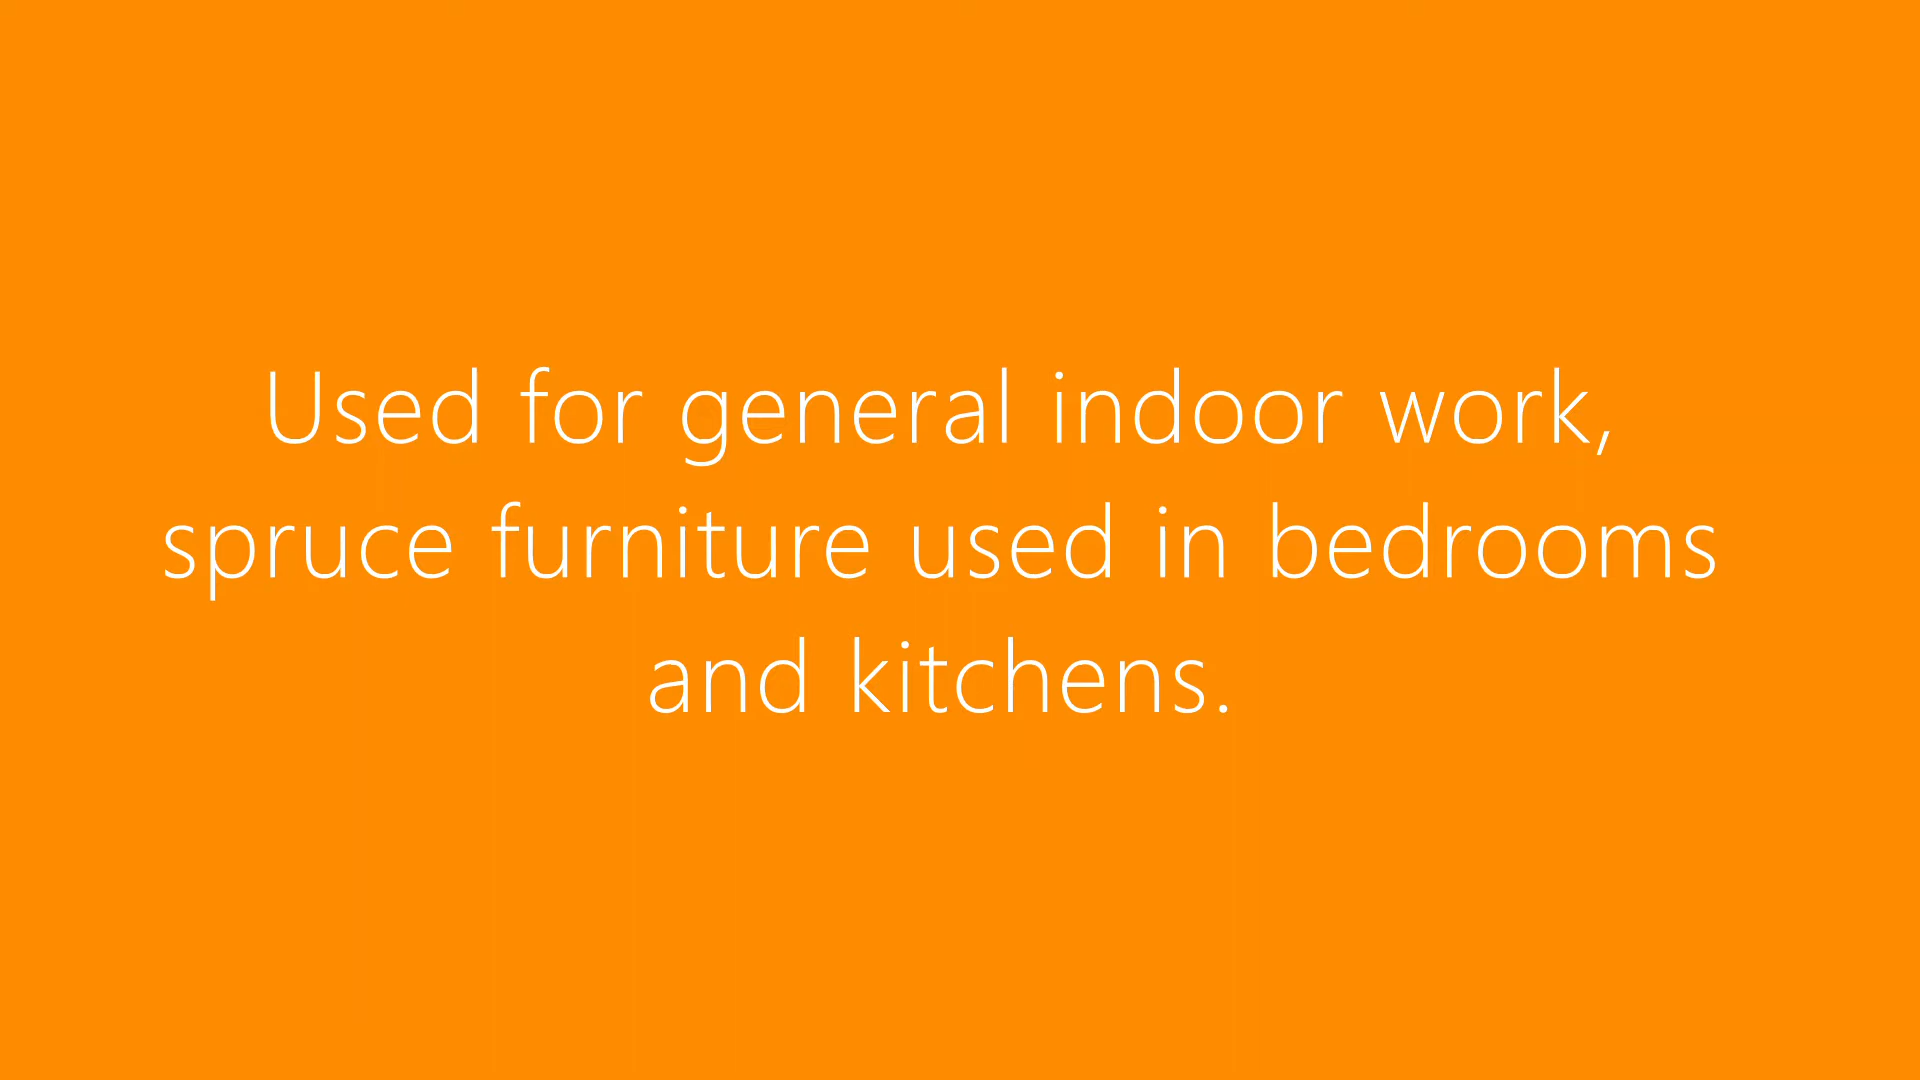 Used for general indoor work,
spruce furniture used in bedrooms
and kitchens.